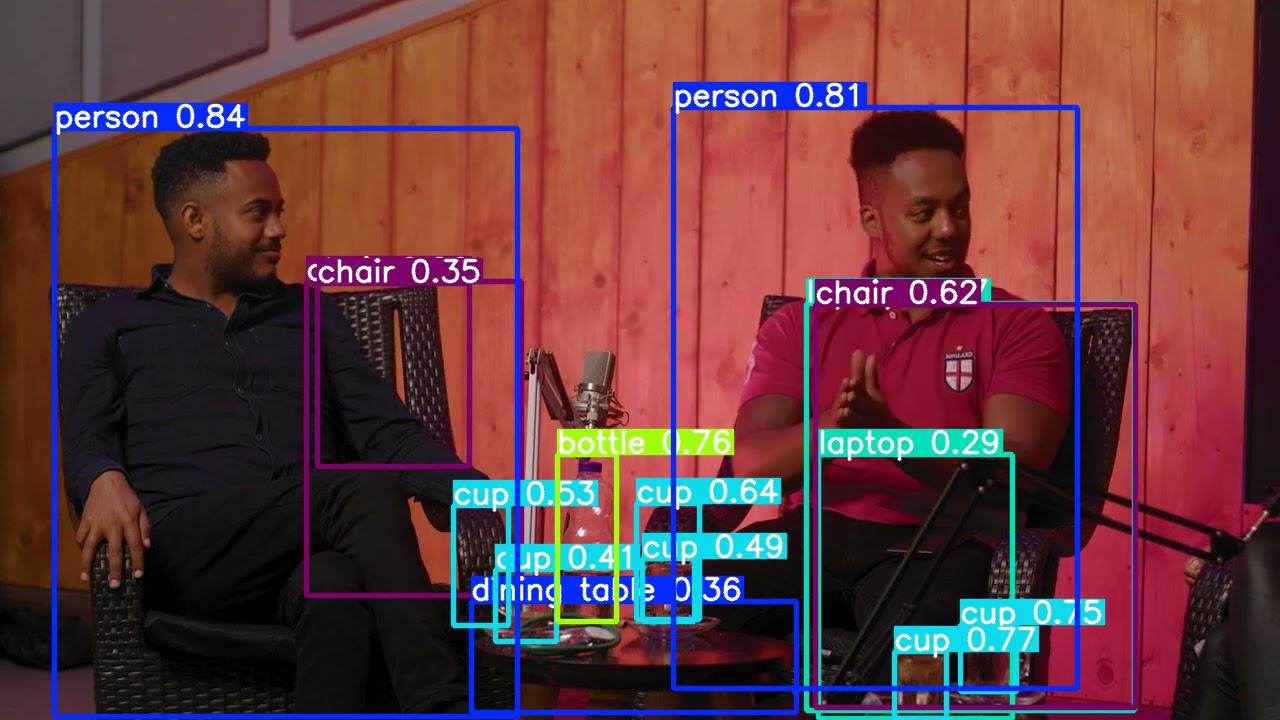 person 0.84
person 0.81
chair 0.35
chair 0.62
bottle 0.76
laptop 0.29
cup 0.53
cup 0.64
cup 0.41
cup 0.49
dining table 0.36
cup 0.75
cup 0.77